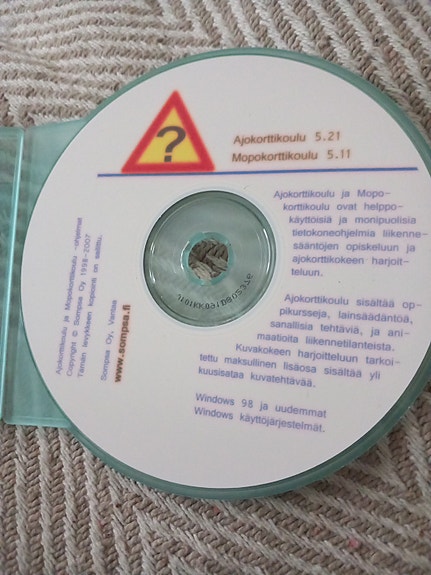 ?
Ajokorttikoulu 5.21
Mopokorttikoulu 5.11
Ajokorttikoulu ja Mopo-
korttikoulu ovat helppo-
käyttöisiä ja monipuolisia
tietokoneohjelmia liikenne-
sääntöjen opiskeluun ja
ajokorttikokeen harjoit-
teluun.
Ajokorttikoulu sisältää op-
pikursseja, lainsäädäntöä,
sanallisia tehtäviä, ja ani-
maatioita liikennetilanteista.
Kuvakokeen harjoitteluun tarkoi-
tettu maksullinen lisäosa sisältää yli
kuusisataa kuvatehtävää.
Windows 98 ja uudemmat
Windows käyttöjärjestelmät.
Ajokorttikoulu ja Mopokorttikoulu -ohjelmat
Copyright © Sompsa Oy 1998-2007
Tämän levykkeen kopiointi on sallittu.
Sompsa Oy, Vantaa
www.sompsa.fi